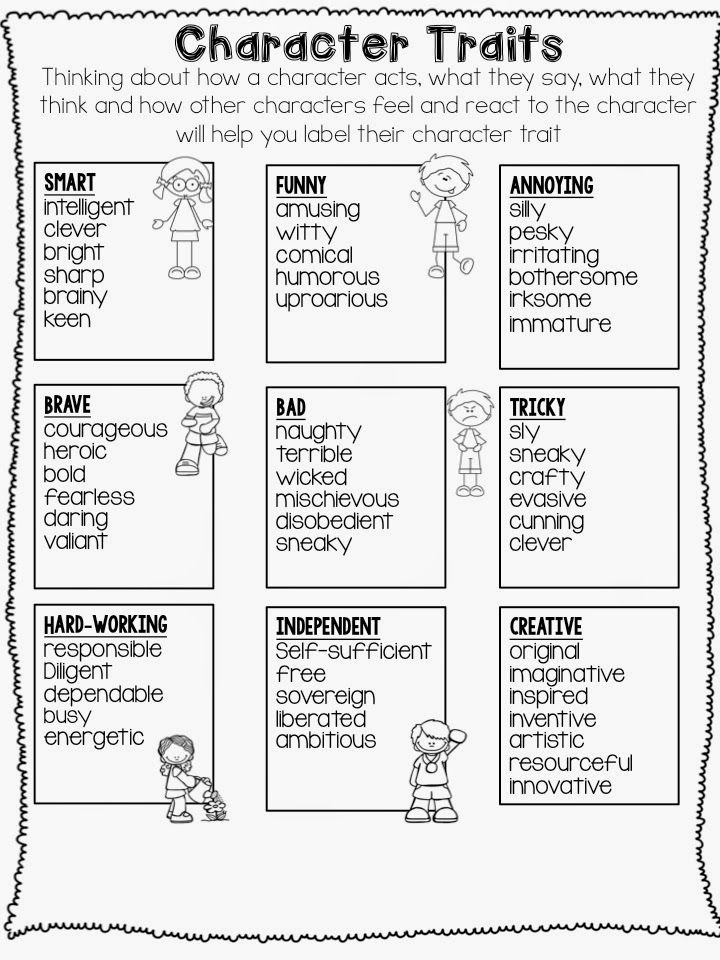 Character Traits
Thinking about how a character acts, what they say, what they
think and how other characters feel and react to the character
will help you label their character trait
SMART
intelligent
clever
bright
sharp
brainy
keen
FUNNY
amusing
witty
comical
humorous
uproarious
ANNOYING
silly
pesky
irritating
bothersome
irksome
immature
BRAVE
courageous
heroic
bold
fearless
daring
valiant
BAD
naughty
terrible
wicked
mischievous
disobedient
sneaky
TRICKY
sly
sneaky
crafty
evasive
cunning
clever
HARD-WORKING
responsible
Diligent
dependable
busy
energetic
INDEPENDENT
Self-sufficient
free
sovereign
liberated
ambitious
CREATIVE
original
imaginative
inspired
inventive
artistic
resourceful
innovative